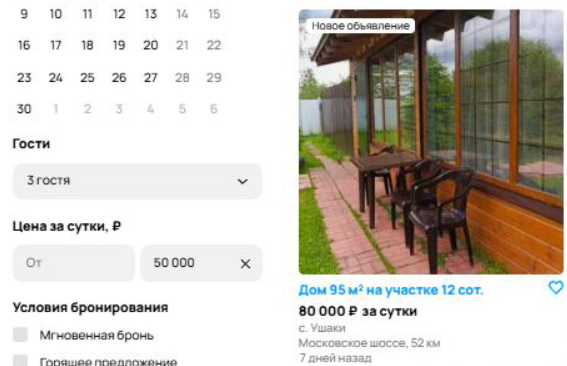 9 10 11 12 13 14 15
16 17 18 19 20 21 22
23 24 25 26 27 28 29
30 1 2 3 4 5 6
Гости
3 гостя
Цена за сутки, ₽
От 50 000 ×
Условия бронирования
Мгновенная бронь
Горящее предложение
Новое объявление
Дом 95 м² на участке 12 сот.
80 000 ₽ за сутки
с. Ушаки
Московское шоссе, 52 км
7 дней назад